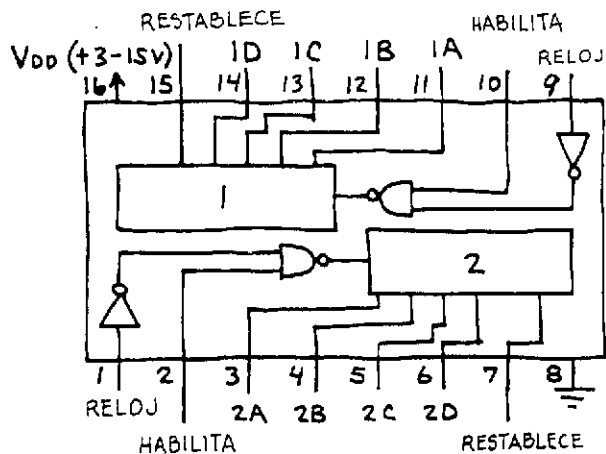 RESTABLECE HABILITA
VDD (+3-15V) 1D 1C 1B 1A RELOJ
16 15 14 13 12 11 10 9
1
2
1 2 3 4 5 6 7 8
RELOJ 2A 2B 2C 2D
HABILITA RESTABLECE